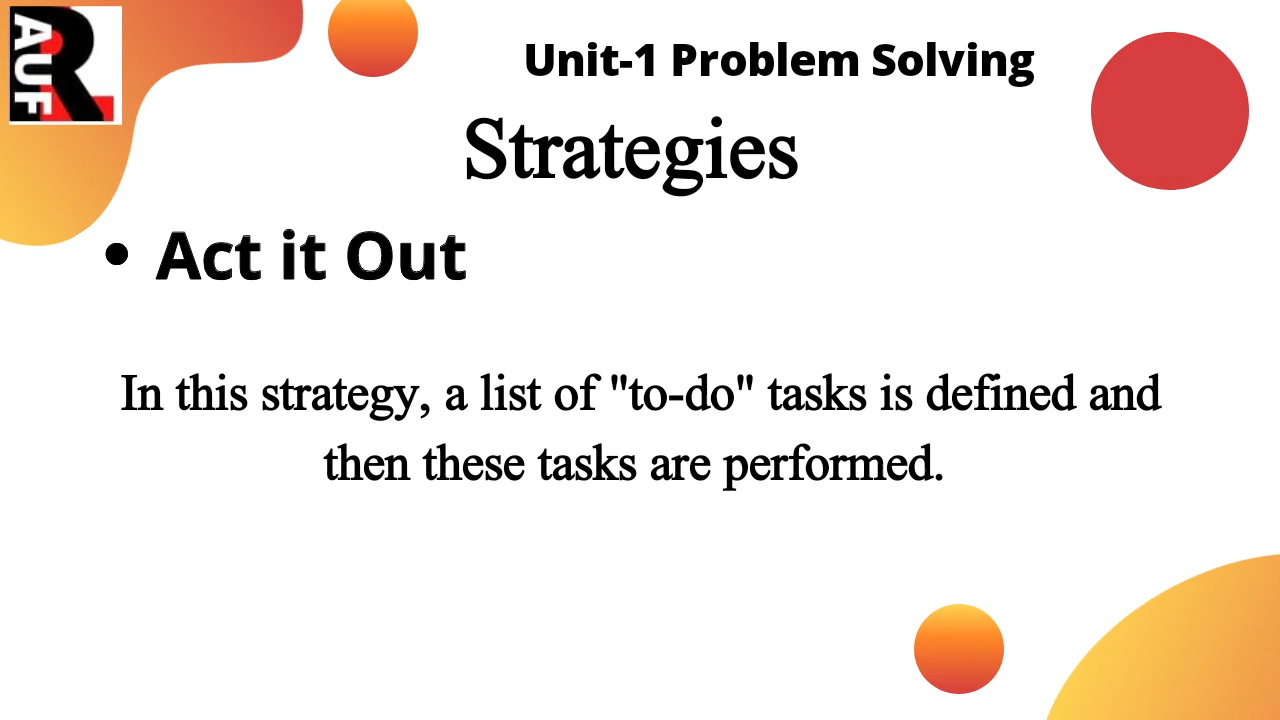 RAUF
Unit-1 Problem Solving
Strategies
• Act it Out
In this strategy, a list of "to-do" tasks is defined and
then these tasks are performed.